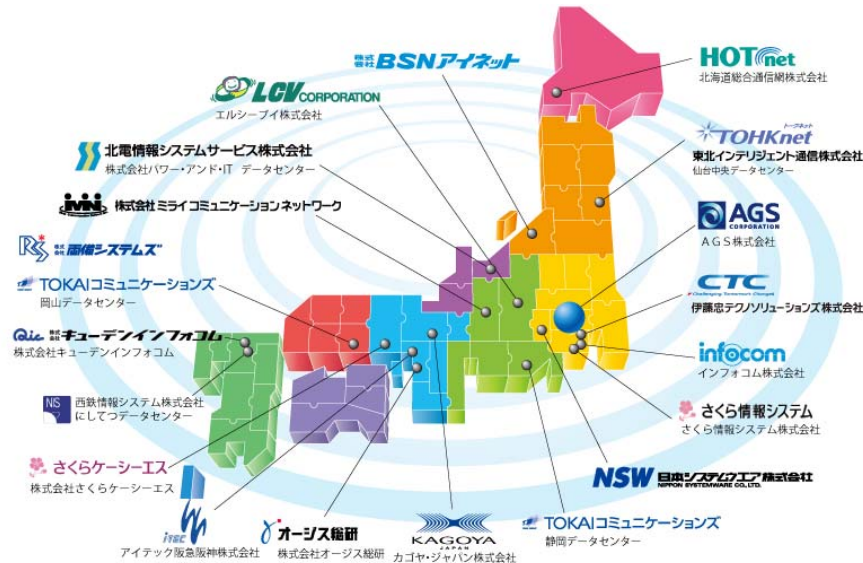 株式会社BSNアイネット
HOTnet
北海道総合通信網株式会社
LCV CORPORATION
エルシーブイ株式会社
トークネット
TOHKnet
東北インテリジェント通信株式会社
仙台中央データセンター
北電情報システムサービス株式会社
株式会社パワー・アンド・IT データセンター
株式会社ミライコミュニケーションネットワーク
AGS
CORPORATION
AGS株式会社
株式会社両備システムズ
TOKAIコミュニケーションズ
岡山データセンター
CTC
Challenging Tomorrow's Changes
伊藤忠テクノソリューションズ株式会社
Qic 株式会社キューデンインフォコム
株式会社キューデンインフォコム
infocom
インフォコム株式会社
NIS
西鉄情報システム株式会社
にしてつデータセンター
さくら情報システム
さくら情報システム株式会社
さくらケーシーエス
株式会社さくらケーシーエス
NSW 日本システムウエア株式会社
NIPPON SYSTEMWARE CO., LTD.
iTEC
アイテック阪急阪神株式会社
オージス総研
株式会社オージス総研
KAGOYA
JAPAN
カゴヤ・ジャパン株式会社
TOKAIコミュニケーションズ
静岡データセンター